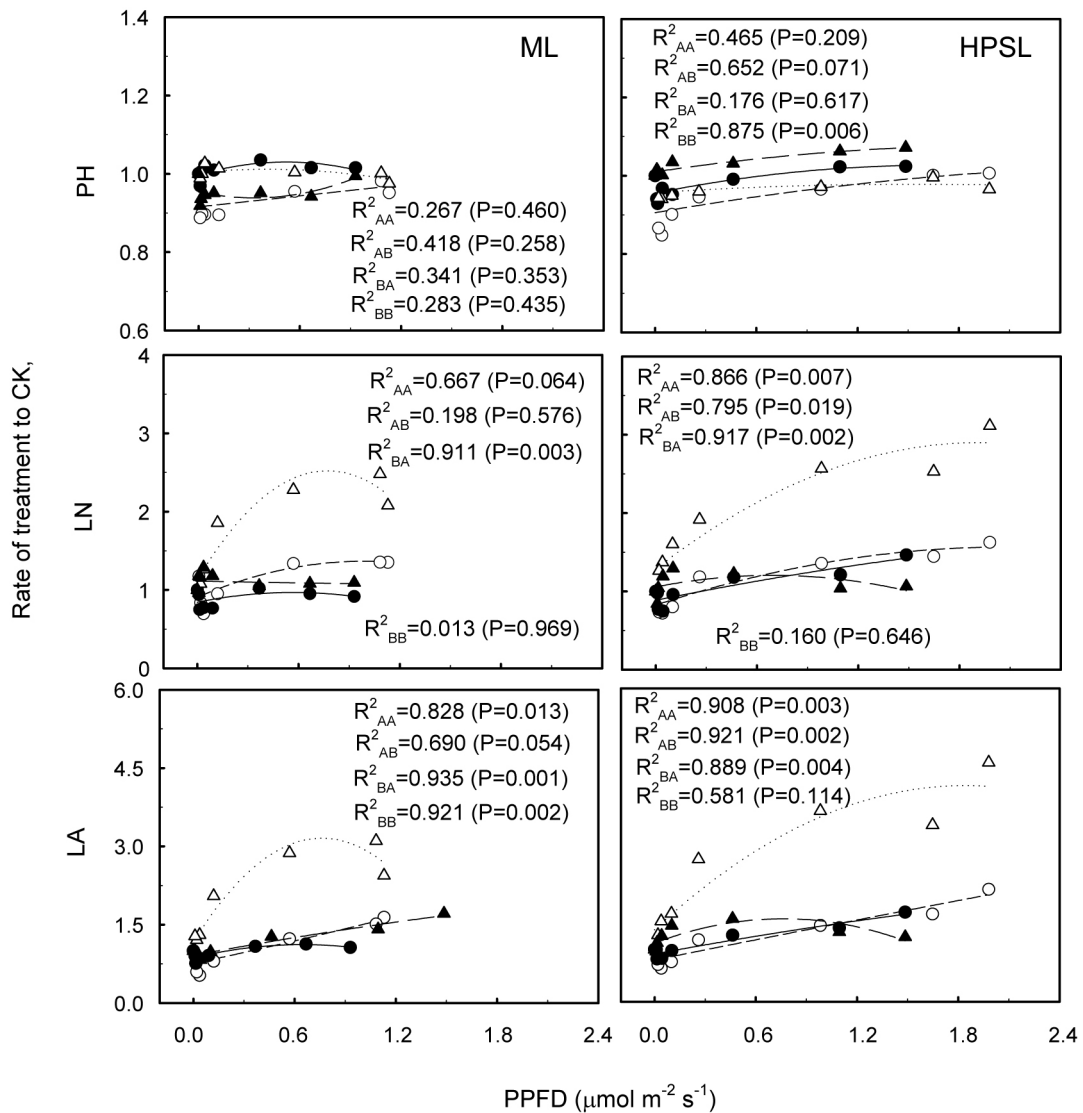 ML
HPSL
1.4
1.2
1.0
0.8
0.6
PH
R²AA=0.267 (P=0.460)
R²AB=0.418 (P=0.258)
R²BA=0.341 (P=0.353)
R²BB=0.283 (P=0.435)
R²AA=0.465 (P=0.209)
R²AB=0.652 (P=0.071)
R²BA=0.176 (P=0.617)
R²BB=0.875 (P=0.006)
Rate of treatment to CK,
4
3
2
1
0
LN
R²AA=0.667 (P=0.064)
R²AB=0.198 (P=0.576)
R²BA=0.911 (P=0.003)
R²BB=0.013 (P=0.969)
R²AA=0.866 (P=0.007)
R²AB=0.795 (P=0.019)
R²BA=0.917 (P=0.002)
R²BB=0.160 (P=0.646)
6.0
4.5
3.0
1.5
0.0
LA
R²AA=0.828 (P=0.013)
R²AB=0.690 (P=0.054)
R²BA=0.935 (P=0.001)
R²BB=0.921 (P=0.002)
R²AA=0.908 (P=0.003)
R²AB=0.921 (P=0.002)
R²BA=0.889 (P=0.004)
R²BB=0.581 (P=0.114)
0.0 0.6 1.2 1.8 2.4 0.0 0.6 1.2 1.8 2.4
PPFD (μmol m⁻² s⁻¹)